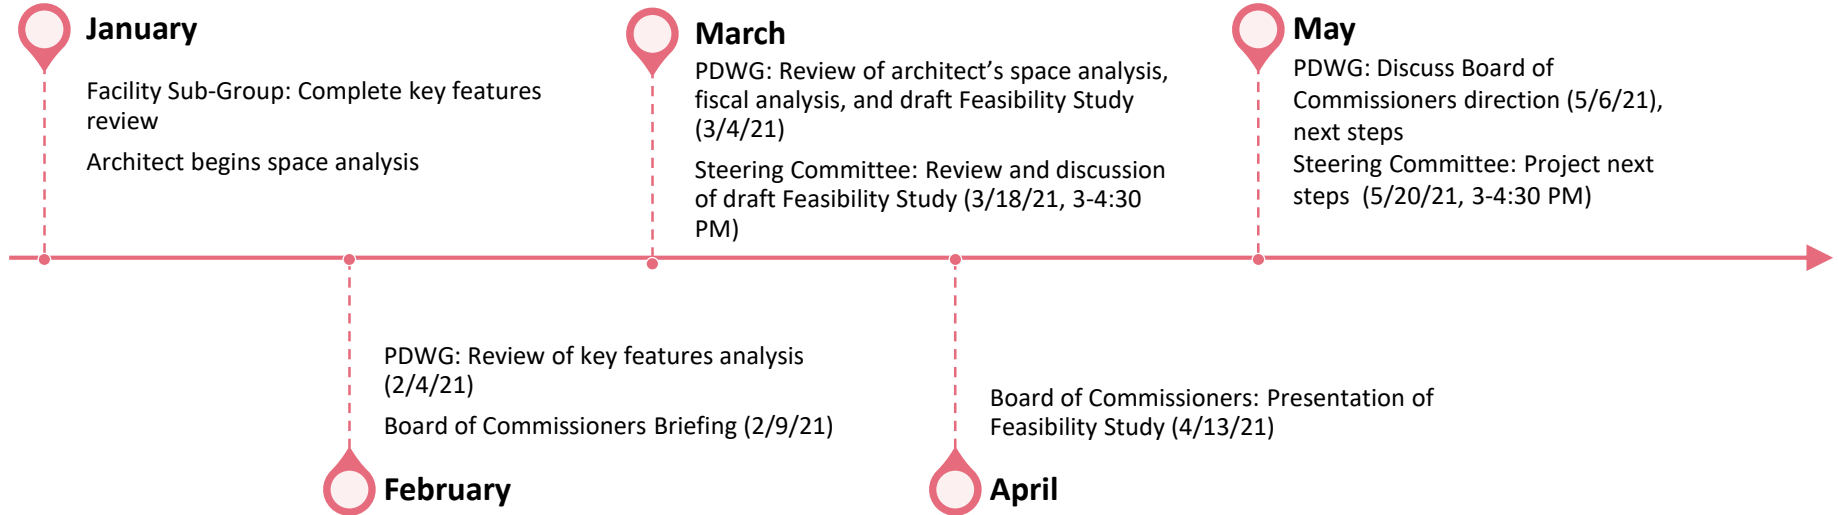 January
Facility Sub-Group: Complete key features
review
Architect begins space analysis
PDWG: Review of key features analysis
(2/4/21)
Board of Commissioners Briefing (2/9/21)
February
March
PDWG: Review of architect’s space analysis,
fiscal analysis, and draft Feasibility Study
(3/4/21)
Steering Committee: Review and discussion
of draft Feasibility Study (3/18/21, 3-4:30
PM)
Board of Commissioners: Presentation of
Feasibility Study (4/13/21)
April
May
PDWG: Discuss Board of
Commissioners direction (5/6/21),
next steps
Steering Committee: Project next
steps  (5/20/21, 3-4:30 PM)